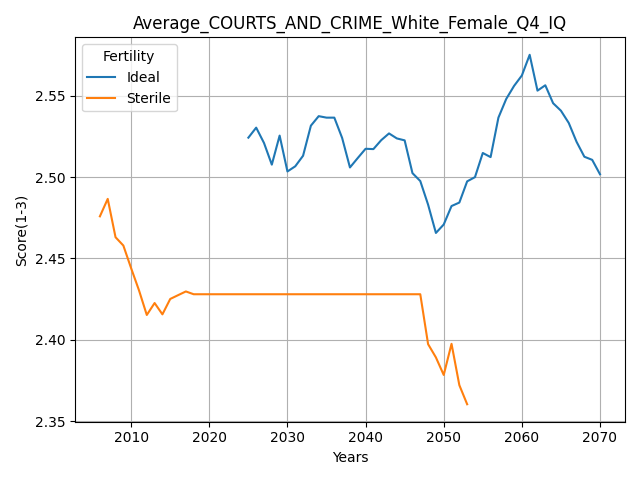 Average_COURTS_AND_CRIME_White_Female_Q4_IQ
Fertility
Ideal
Sterile
Score(1-3)
2.55
2.50
2.45
2.40
2.35
2010 2020 2030 2040 2050 2060 2070
Years